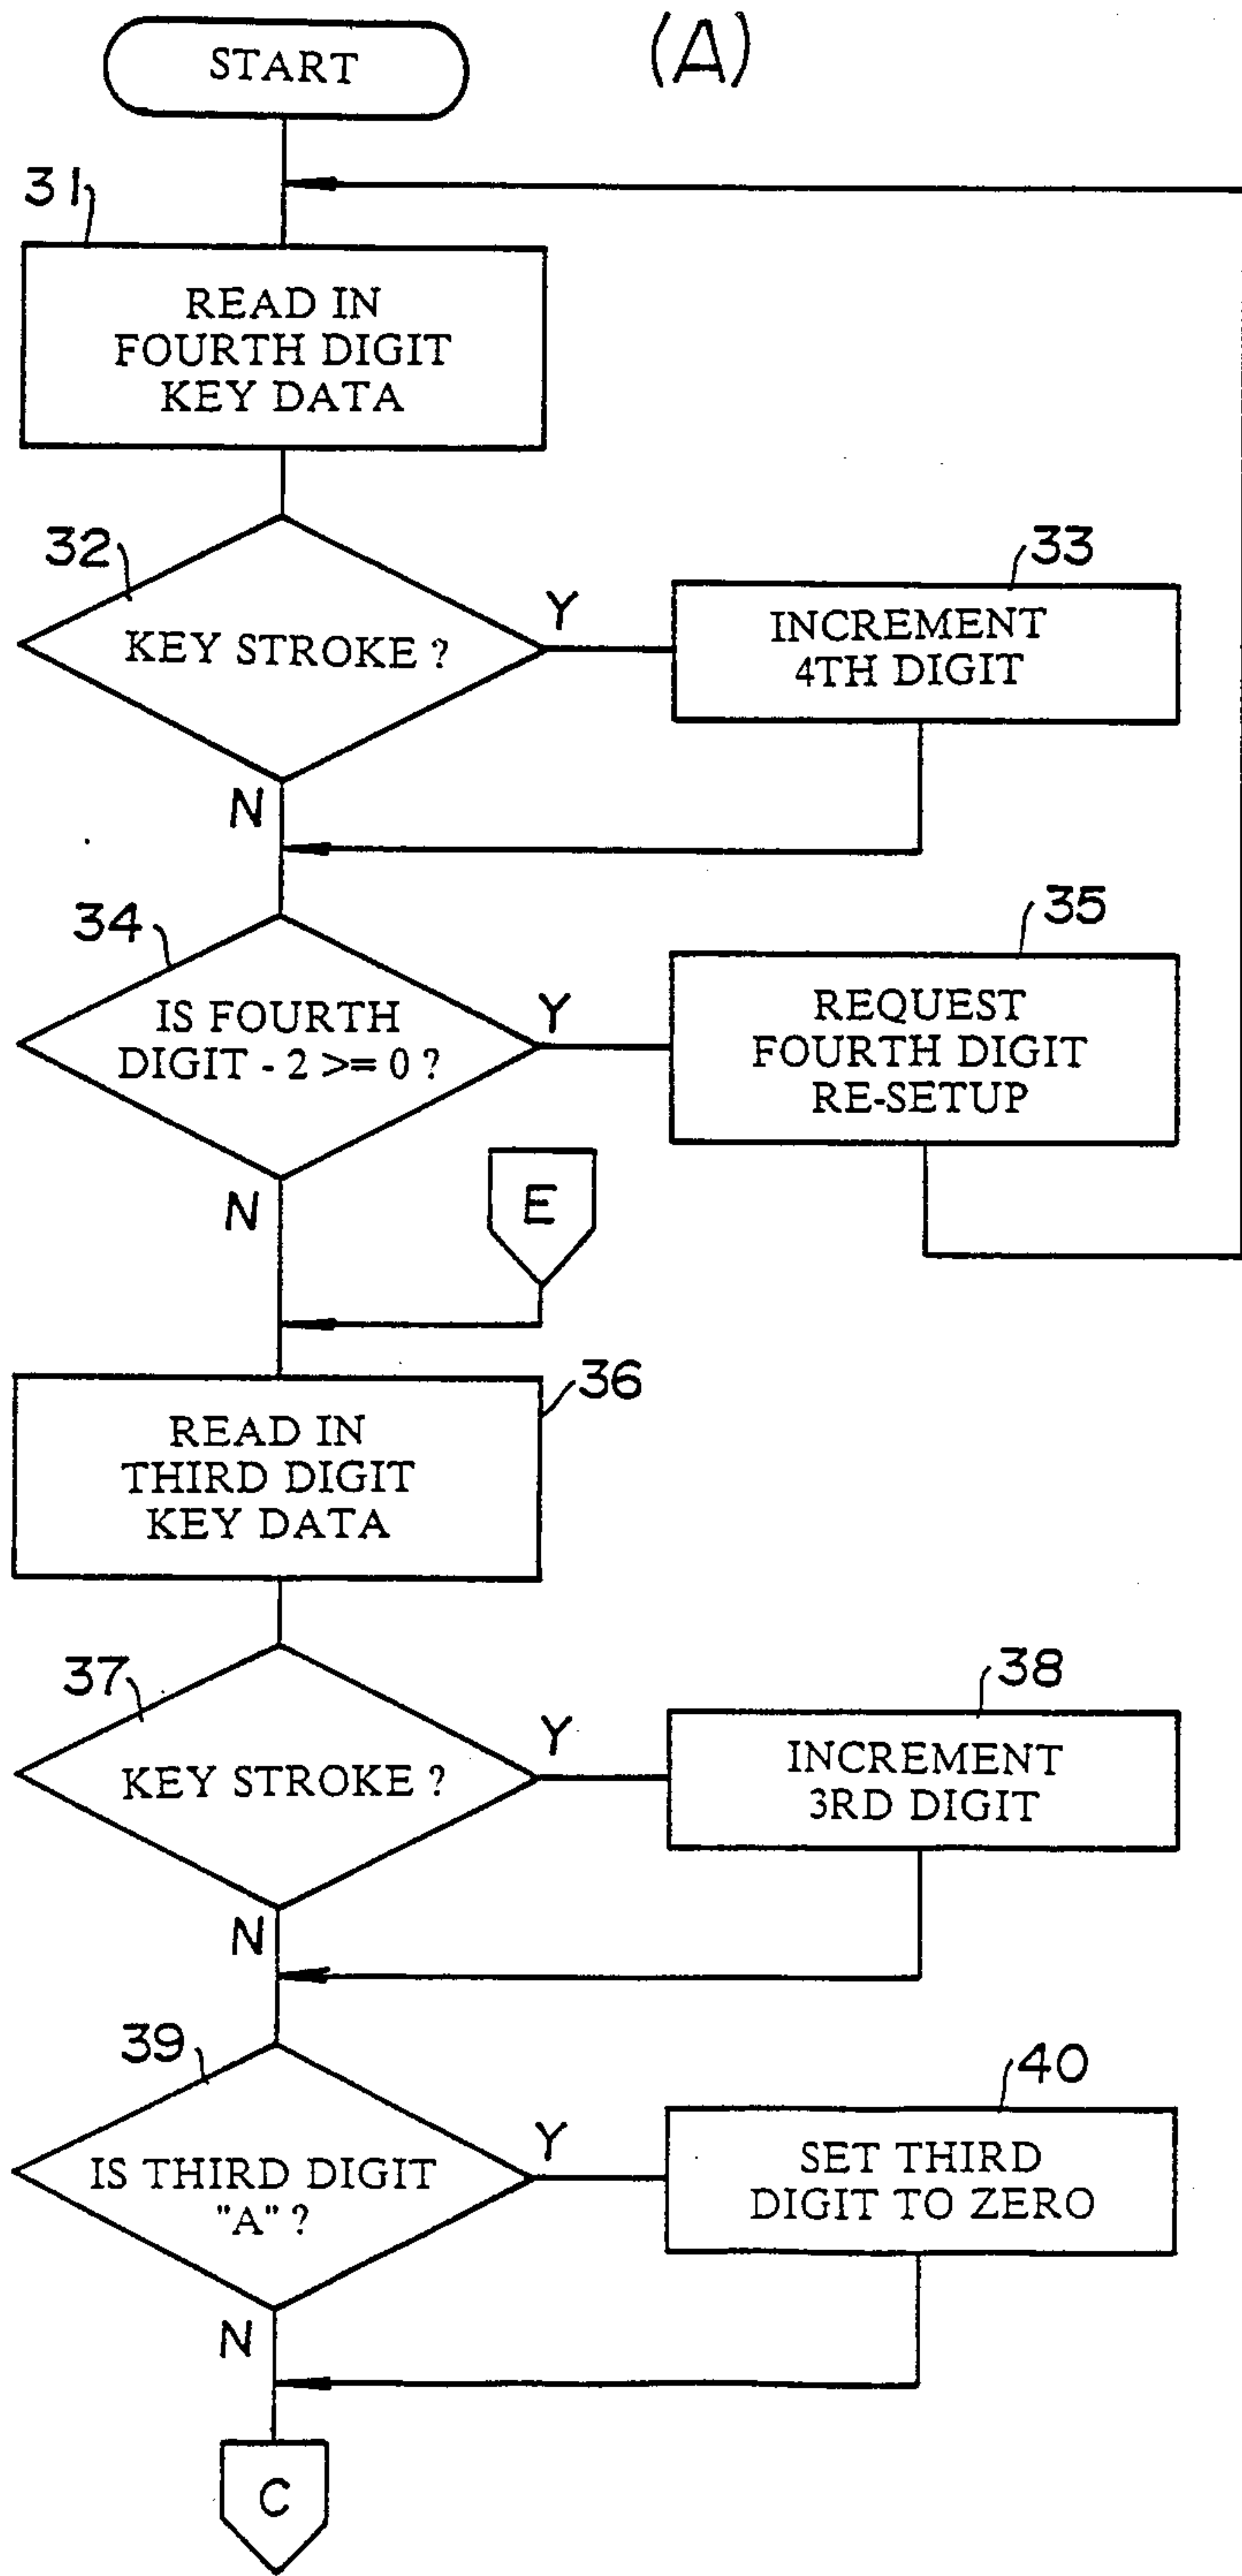 (A)
START
31
READ IN
FOURTH DIGIT
KEY DATA
32
KEY STROKE ?
Y
N
33
INCREMENT
4TH DIGIT
34
IS FOURTH
DIGIT - 2 >= 0 ?
Y
N
35
REQUEST
FOURTH DIGIT
RE-SETUP
E
36
READ IN
THIRD DIGIT
KEY DATA
37
KEY STROKE ?
Y
N
38
INCREMENT
3RD DIGIT
39
IS THIRD DIGIT
"A" ?
Y
N
40
SET THIRD
DIGIT TO ZERO
C